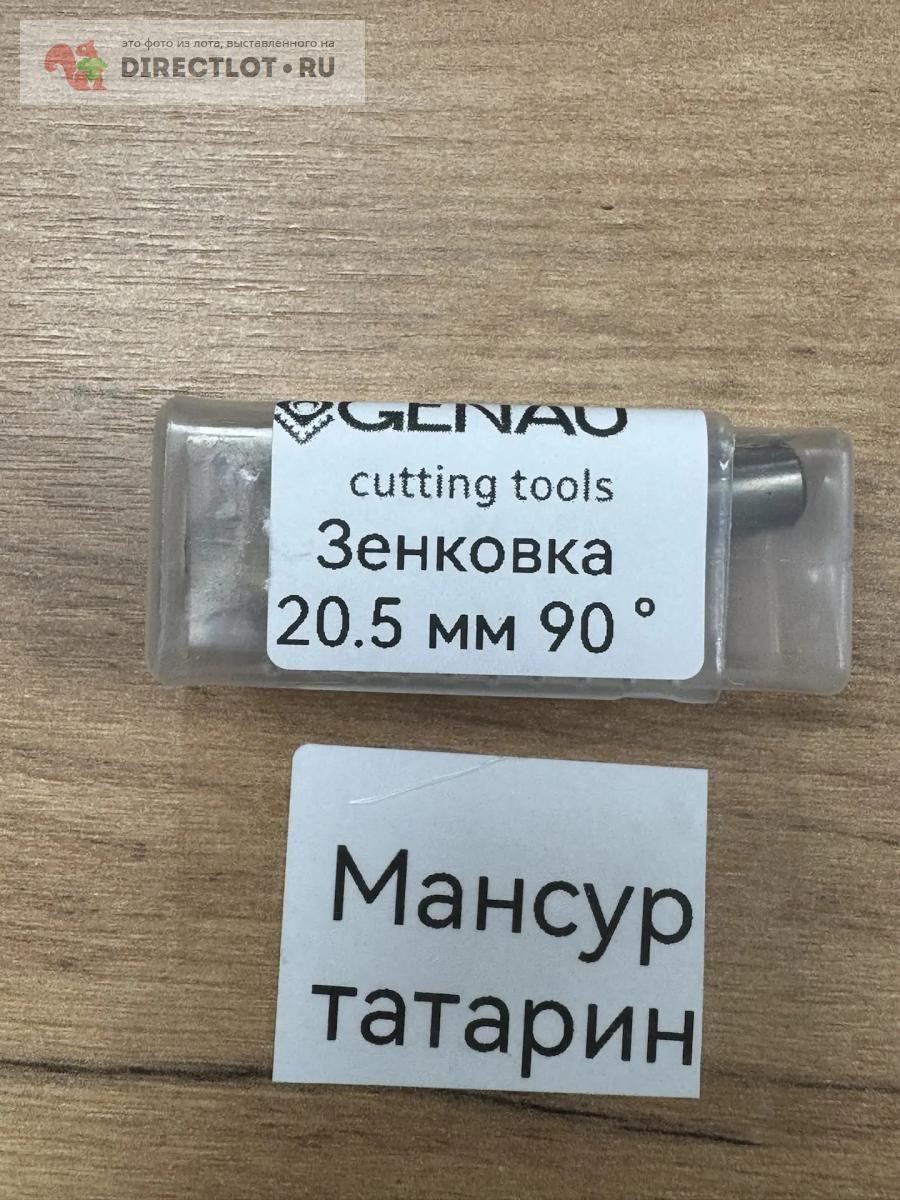 это фото из лота, выставленного на
DIRECTLOT • RU
GENAU
cutting tools
Зенковка
20.5 мм 90 °
Мансур
татарин